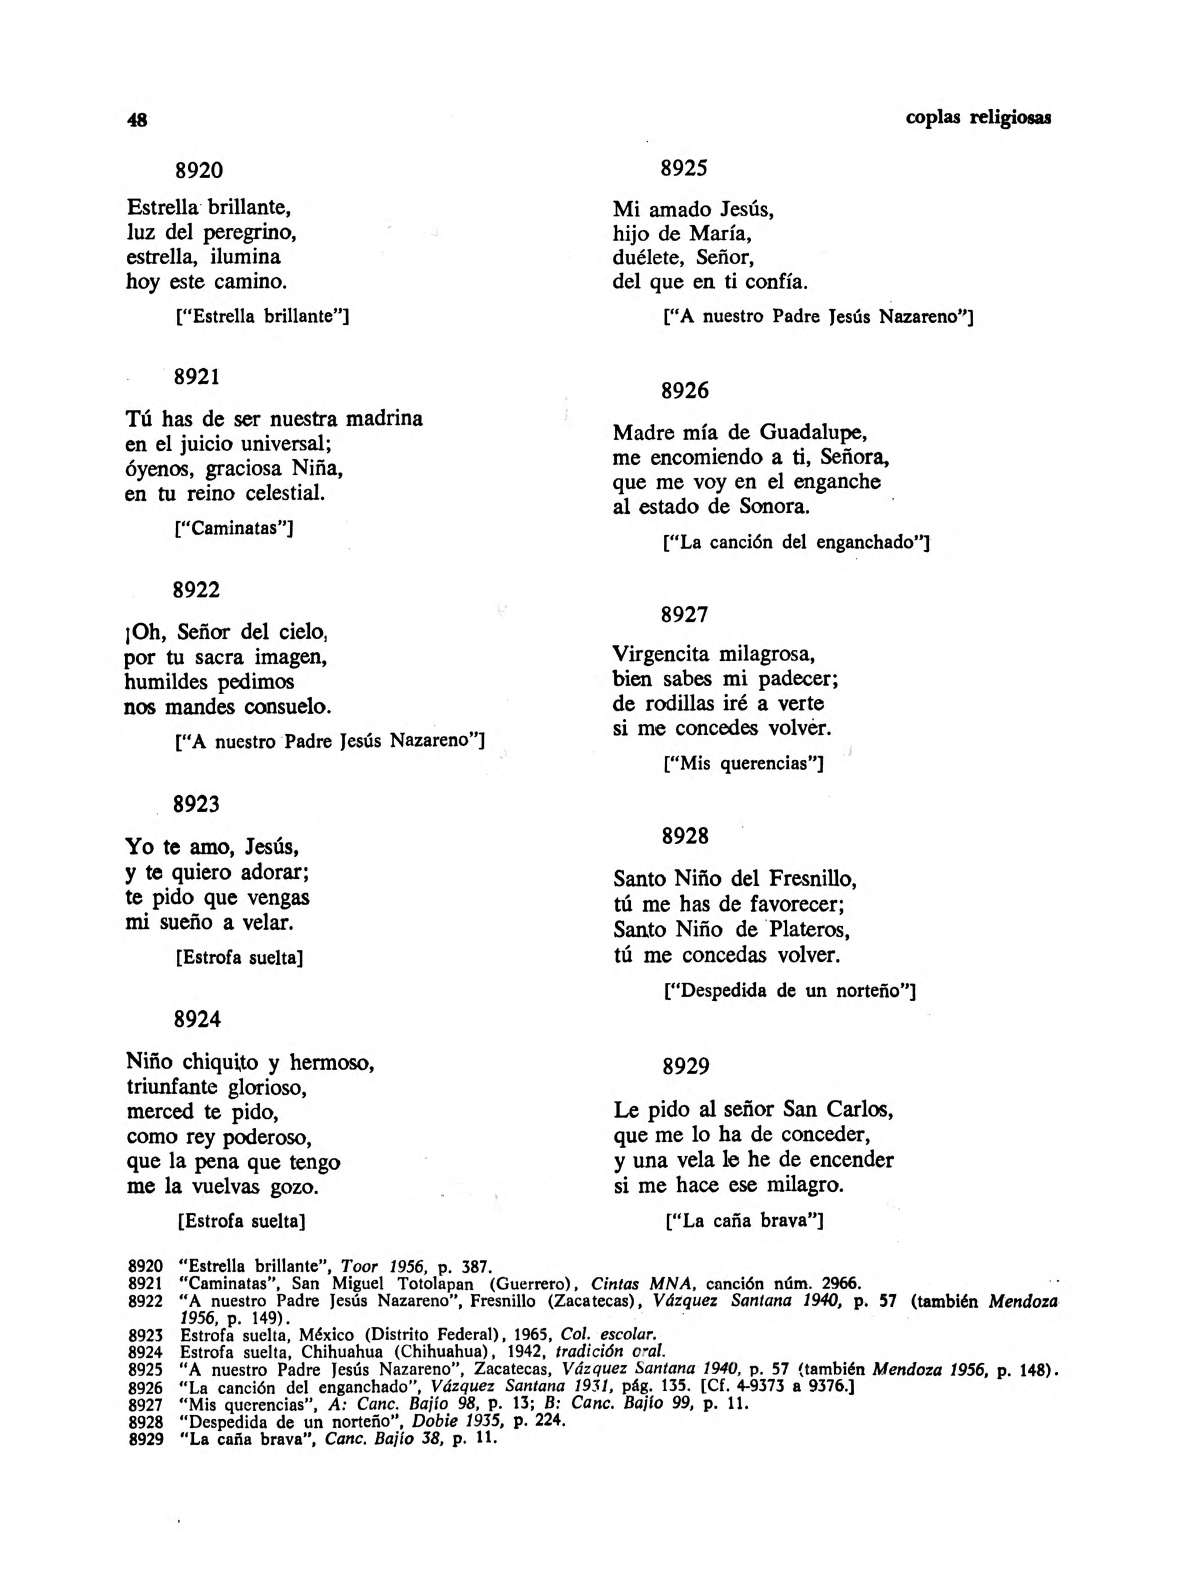 48
coplas religiosas
8920
Estrella brillante,
luz del peregrino,
estrella, ilumina
hoy este camino.
[“Estrella brillante”]
8921
Tú has de ser nuestra madrina
en el juicio universal;
óyenos, graciosa Niña,
en tu reino celestial.
[“Caminatas”]
8922
¡Oh, Señor del cielo,
por tu sacra imagen,
humildes pedimos
nos mandes consuelo.
[“A nuestro Padre Jesús Nazareno”]
8923
Yo te amo, Jesús,
y te quiero adorar;
te pido que vengas
mi sueño a velar.
[Estrofa suelta]
8924
Niño chiquito y hermoso,
triunfante glorioso,
merced te pido,
como rey poderoso,
que la pena que tengo
me la vuelvas gozo.
[Estrofa suelta]
8925
Mi amado Jesús,
hijo de María,
duélete, Señor,
del que en ti confía.
[“A nuestro Padre Jesús Nazareno”]
8926
Madre mía de Guadalupe,
me encomiendo a ti, Señora,
que me voy en el enganche
al estado de Sonora.
[“La canción del enganchado”]
8927
Virgencita milagrosa,
bien sabes mi padecer;
de rodillas iré a verte
si me concedes volver.
[“Mis querencias”]
8928
Santo Niño del Fresnillo,
tú me has de favorecer;
Santo Niño de Plateros,
tú me concedas volver.
[“Despedida de un norteño”]
8929
Le pido al señor San Carlos,
que me lo ha de conceder,
y una vela le he de encender
si me hace ese milagro.
[“La caña brava”]
8920 “Estrella brillante”, Toor 1956, p. 387.
8921 “Caminatas”, San Miguel Totolapan (Guerrero), Cintas MNA, canción núm. 2966.
8922 “A nuestro Padre Jesús Nazareno”, Fresnillo (Zacatecas), Vázquez Santana 1940, p. 57 (también Mendoza
1956, p. 149).
8923 Estrofa suelta, México (Distrito Federal), 1965, Col. escolar.
8924 Estrofa suelta, Chihuahua (Chihuahua), 1942, tradición oral.
8925 “A nuestro Padre Jesús Nazareno”, Zacatecas, Vázquez Santana 1940, p. 57 (también Mendoza 1956, p. 148).
8926 “La canción del enganchado”, Vázquez Santana 1931, pág. 135. [Cf. 4-9373 a 9376.]
8927 “Mis querencias”, A: Canc. Bajío 98, p. 13; B: Canc. Bajío 99, p. 11.
8928 “Despedida de un norteño”, Dobie 1935, p. 224.
8929 “La caña brava”, Canc. Bajío 38, p. 11.